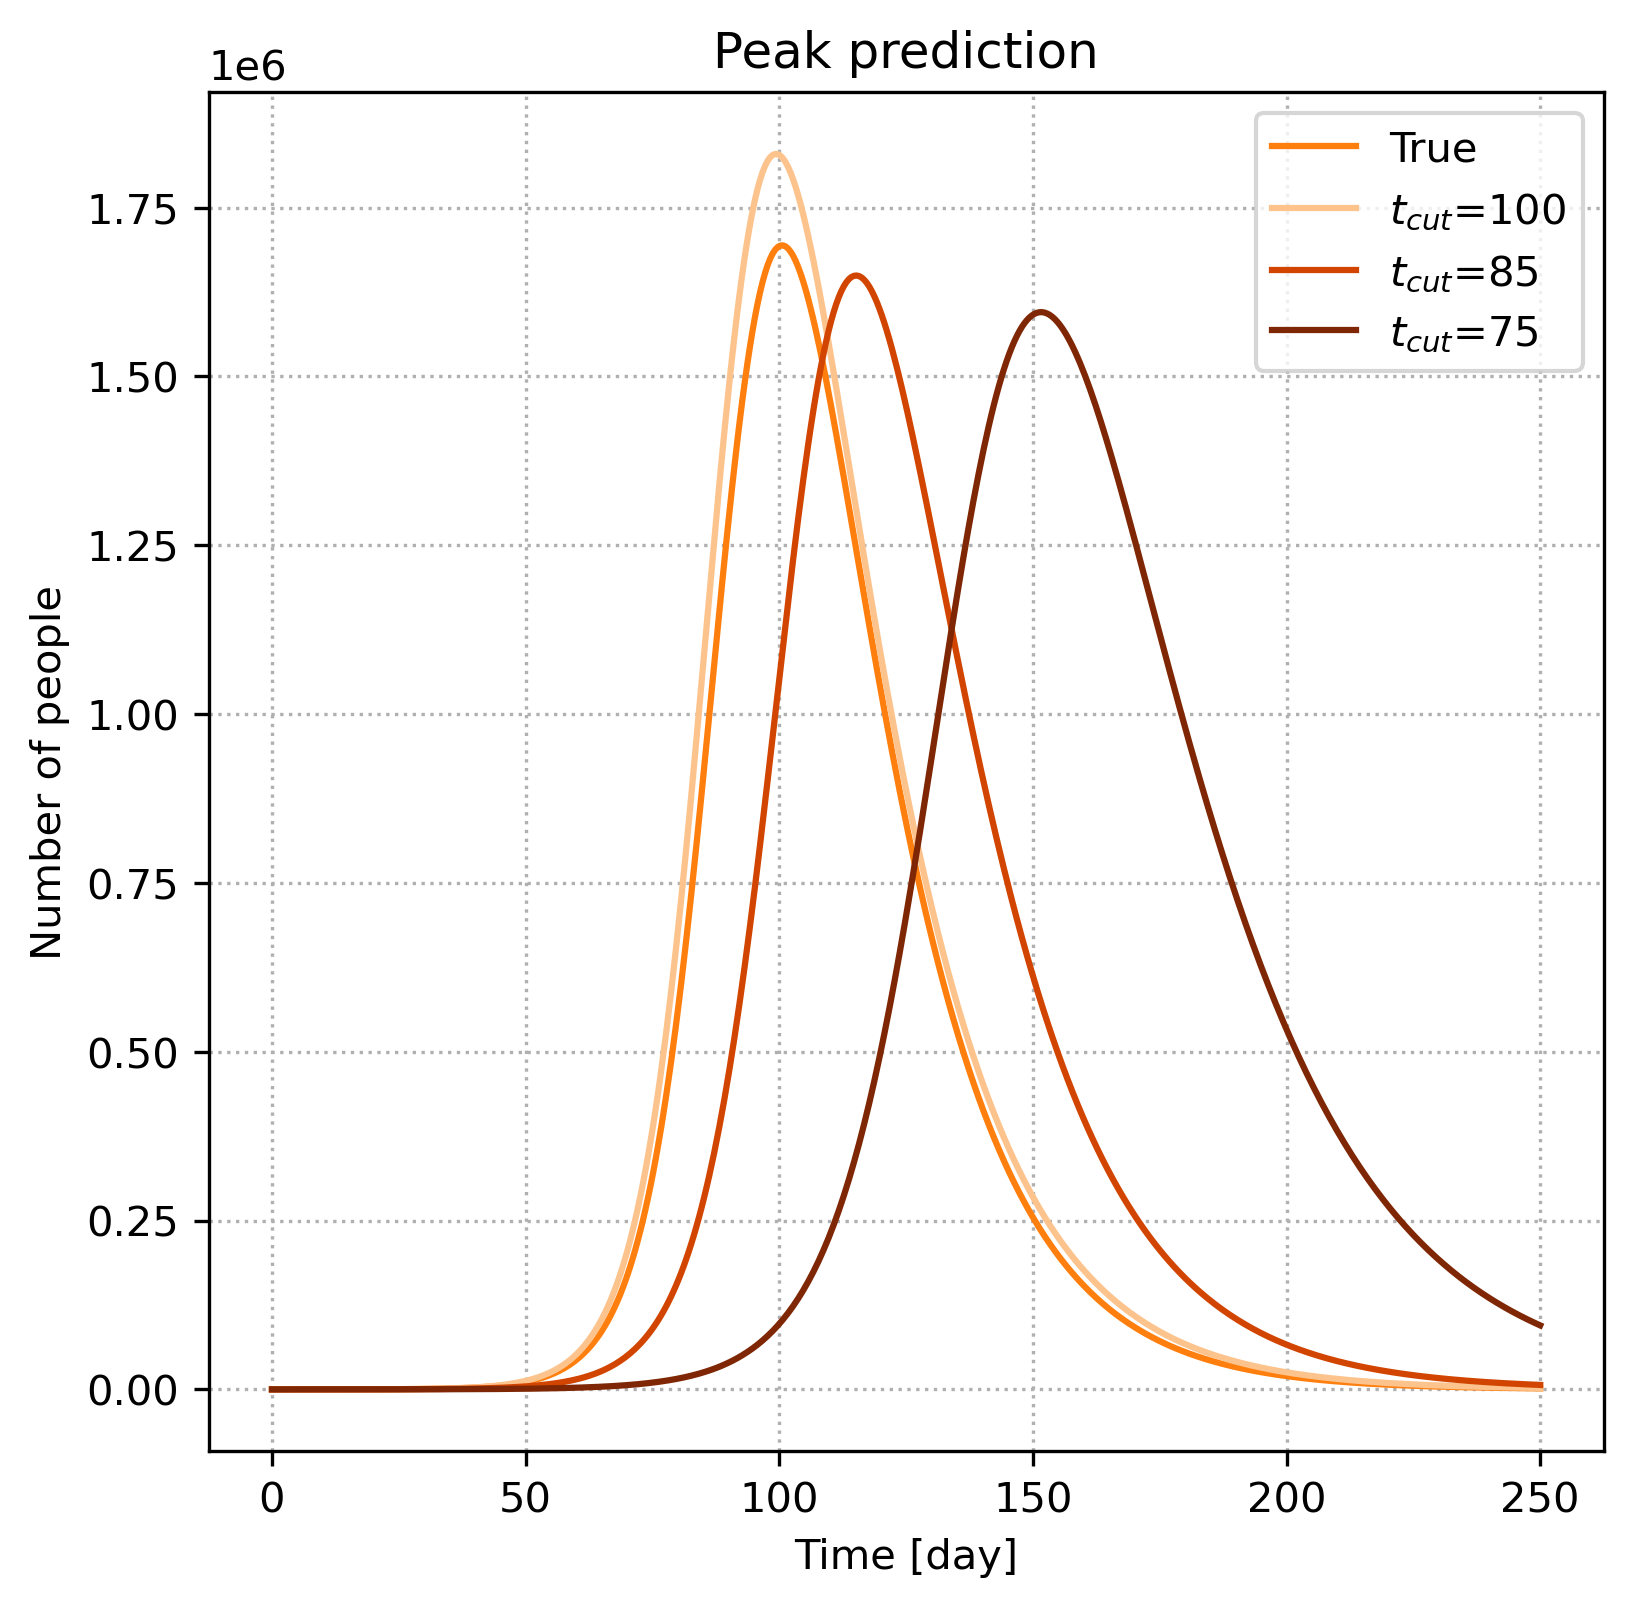 Peak prediction
1e6
True
t_cut=100
t_cut=85
t_cut=75
1.75
1.50
1.25
1.00
0.75
0.50
0.25
0.00
Number of people
0 50 100 150 200 250
Time [day]